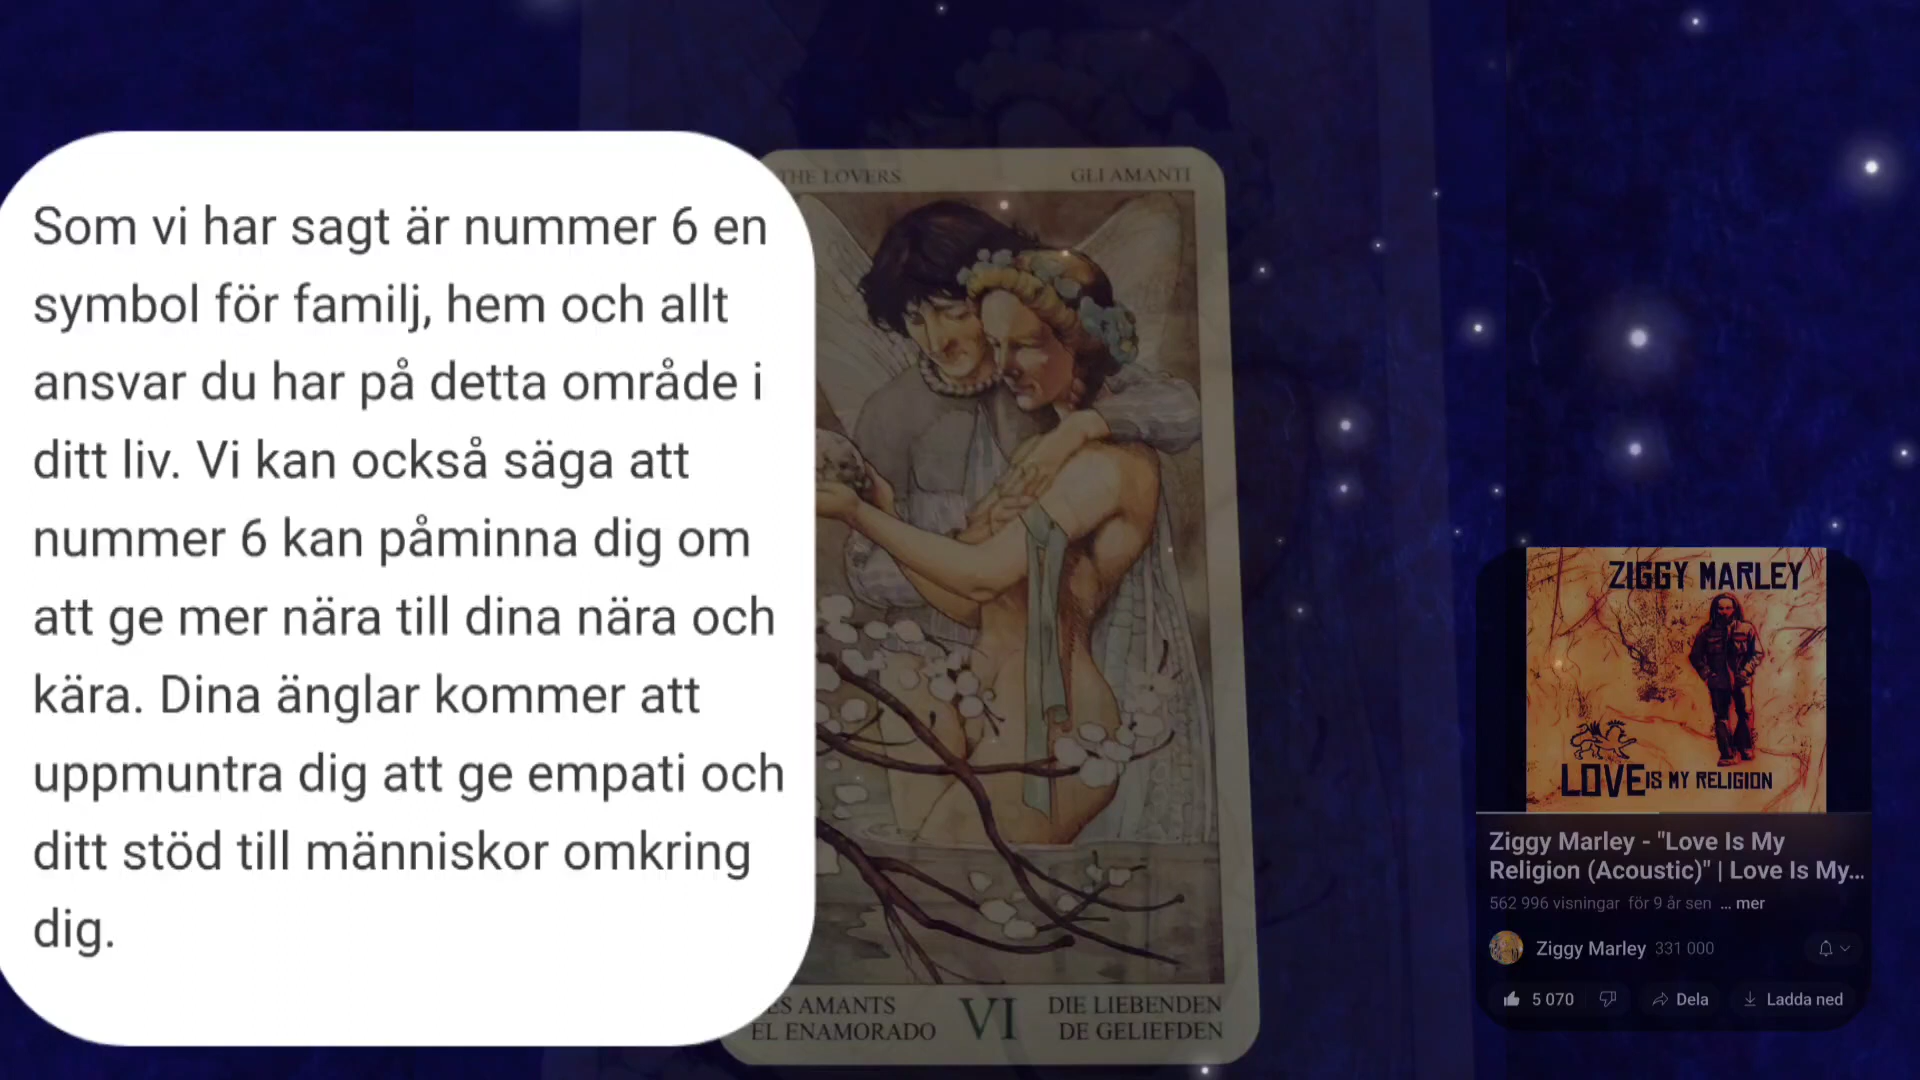 Som vi har sagt är nummer 6 en
symbol för familj, hem och allt
ansvar du har på detta område i
ditt liv. Vi kan också säga att
nummer 6 kan påminna dig om
att ge mer nära till dina nära och
kära. Dina änglar kommer att
uppmuntra dig att ge empati och
ditt stöd till människor omkring
dig.
THE LOVERS
GLI AMANTI
AMANTS
EL ENAMORADO
VI
DIE LIEBENDEN
DE GELIEFDEN
ZIGGY MARLEY
LOVE IS MY RELIGION
Ziggy Marley - "Love Is My
Religion (Acoustic)" | Love Is My...
562 996 visningar för 9 år sen ... mer
Ziggy Marley 331 000
5 070 Dela Ladda ned